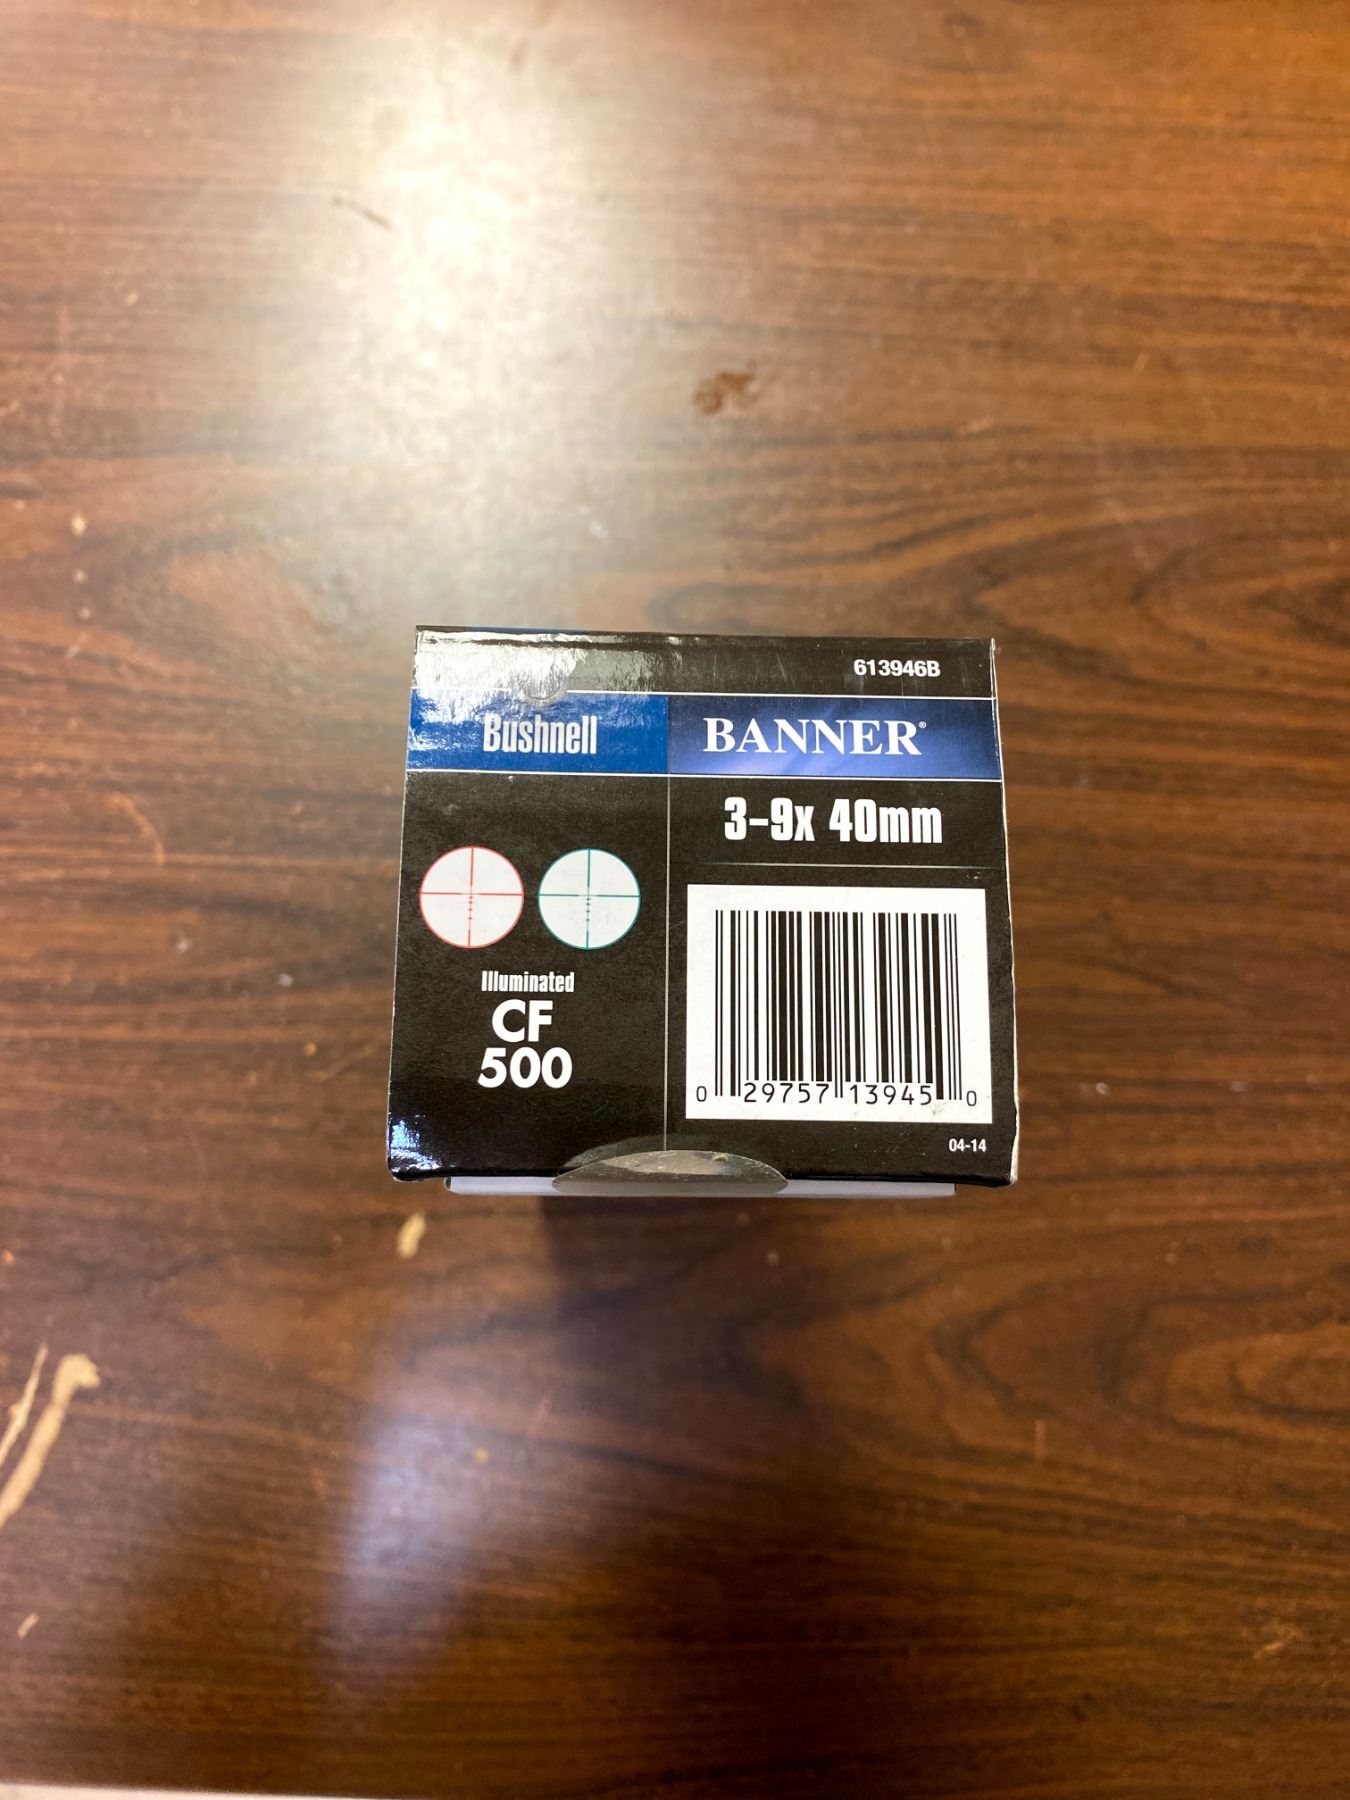 613946B
Bushnell
BANNER®
3-9x 40mm
Illuminated
CF
500
0 29757 13945 0
04-14